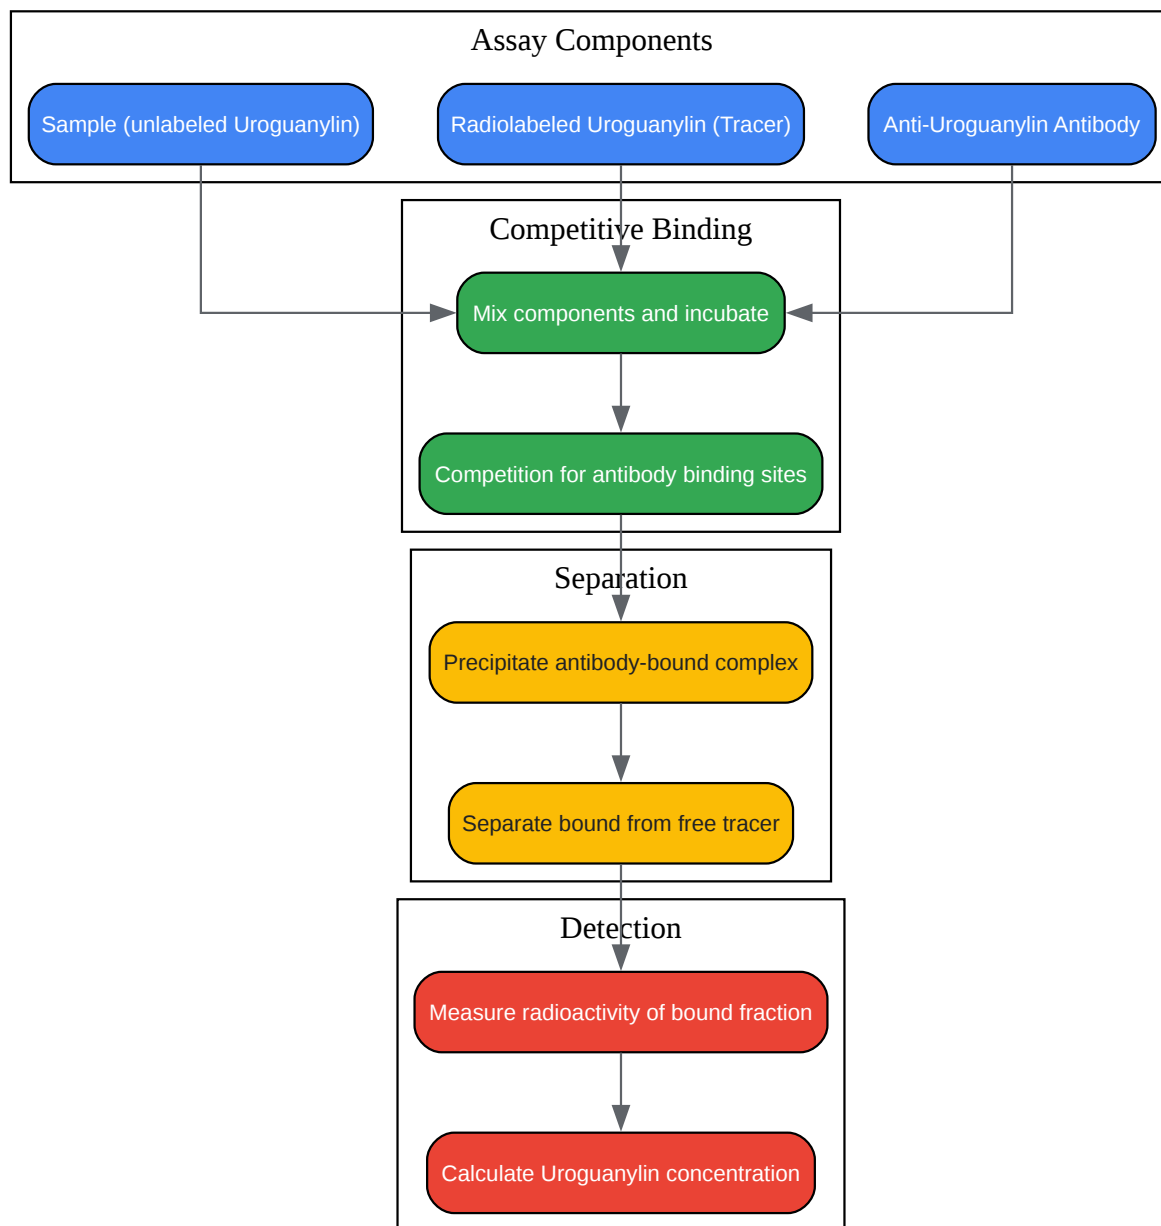 Assay Components
Sample (unlabeled Uroguanylin)
Radiolabeled Uroguanylin (Tracer)
Anti-Uroguanylin Antibody
Competitive Binding
Mix components and incubate
Competition for antibody binding sites
Separation
Precipitate antibody-bound complex
Separate bound from free tracer
Detection
Measure radioactivity of bound fraction
Calculate Uroguanylin concentration